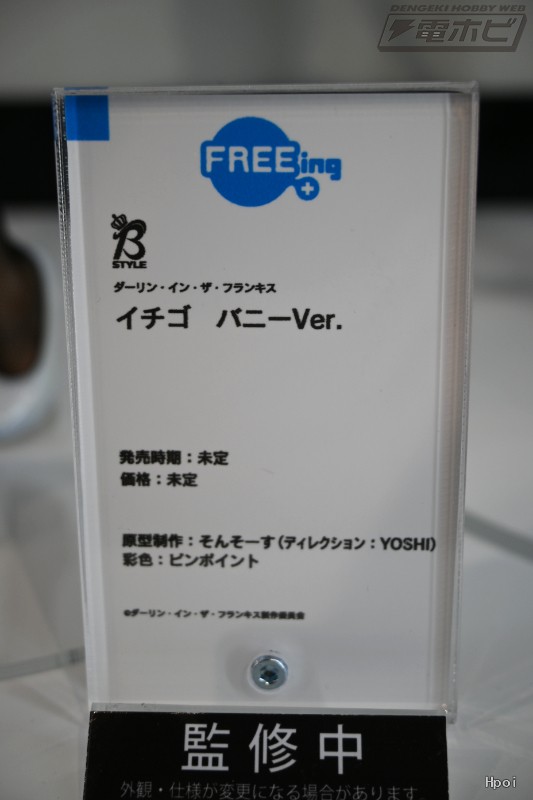 DENGEKI HOBBY WEB
電ホビ
FREEing
B
STYLE
ダーリン・イン・ザ・フランキス
イチゴ　バニーVer.
発売時期：未定
価格：未定
原型制作：そんそーす（ディレクション：YOSHI）
彩色：ピンポイント
©ダーリン・イン・ザ・フランキス製作委員会
監修中
外観・仕様が変更になる場合があります。
Hpoi